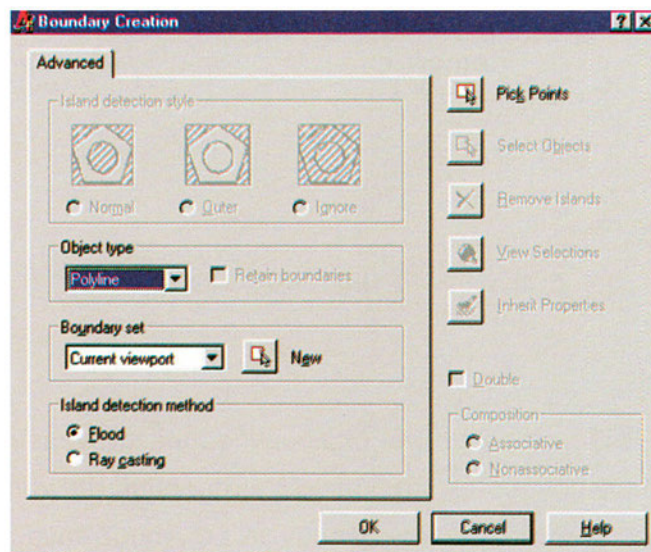 Boundary Creation
Advanced
Island detection style
Normal
Outer
Ignore
Object type
Polyline
Retain boundaries
Boundary set
Current viewport
New
Island detection method
Flood
Ray casting
Pick Points
Select Objects
Remove Islands
View Selections
Inherit Properties
Double
Composition
Associative
Nonassociative
OK
Cancel
Help